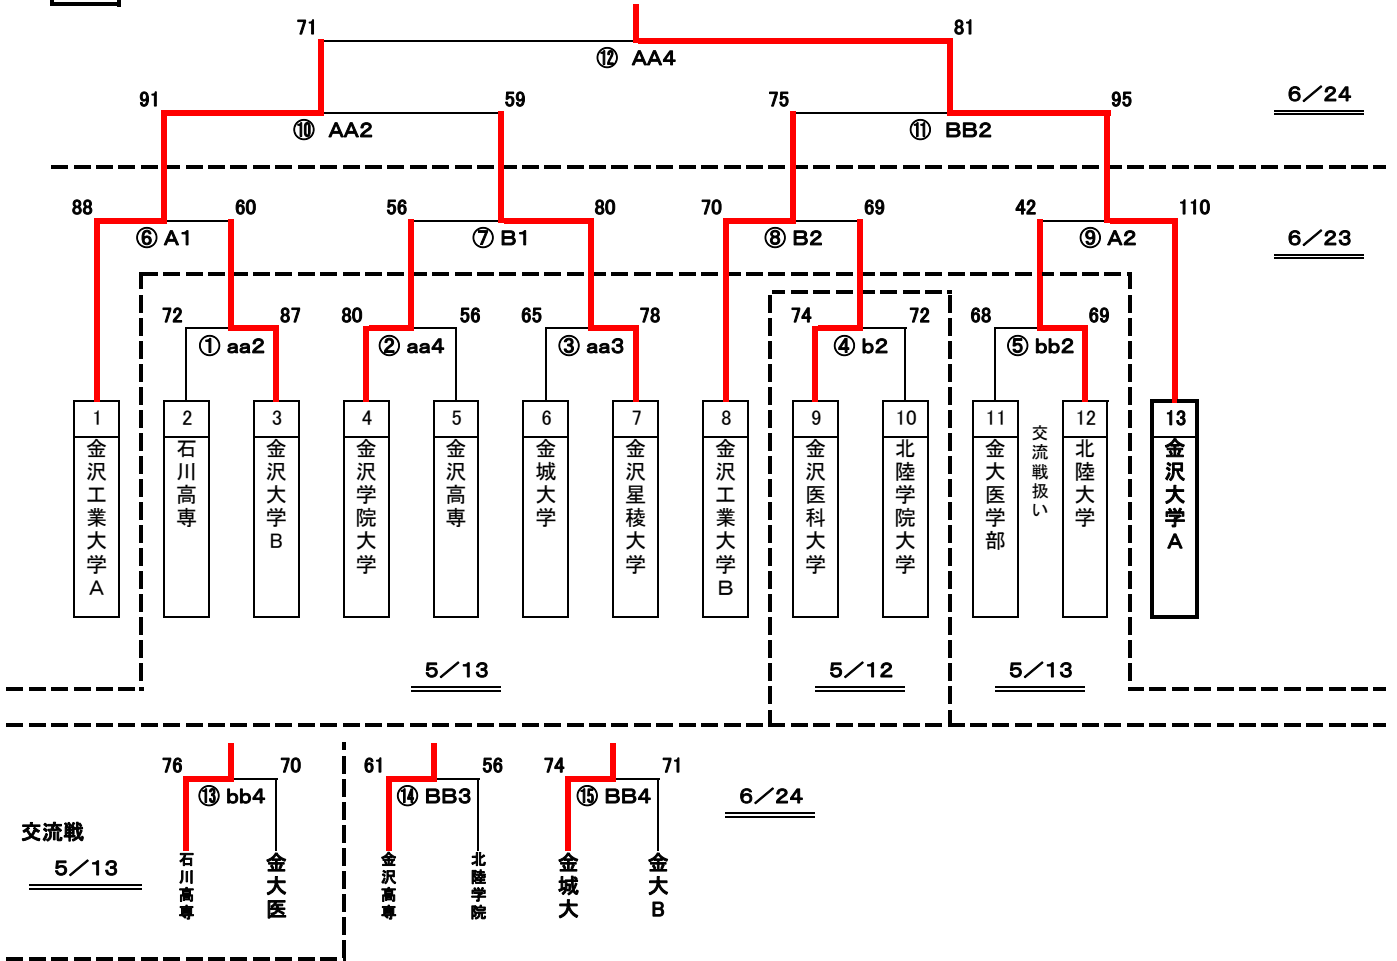 71 81
⑫ AA4
91 59 75 95 6／24
⑩ AA2 ⑪ BB2
88 60 56 80 70 69 42 110
⑥ A1 ⑦ B1 ⑧ B2 ⑨ A2 6／23
72 87 80 56 65 78 74 72 68 69
① aa2 ② aa4 ③ aa3 ④ b2 ⑤ bb2
1 2 3 4 5 6 7 8 9 10 11 12 13
金沢工業大学A
石川高専
金沢大学B
金沢学院大学
金沢高専
金城大学
金沢星稜大学
金沢工業大学B
金沢医科大学
北陸学院大学
金大医学部
交流戦扱い
北陸大学
金沢大学A
5／13 5／12 5／13
76 70 61 56 74 71
⑬ bb4 ⑭ BB3 ⑮ BB4 6／24
交流戦
5／13
石川高専
金大医
金沢高専
北陸学院
金城大
金大B